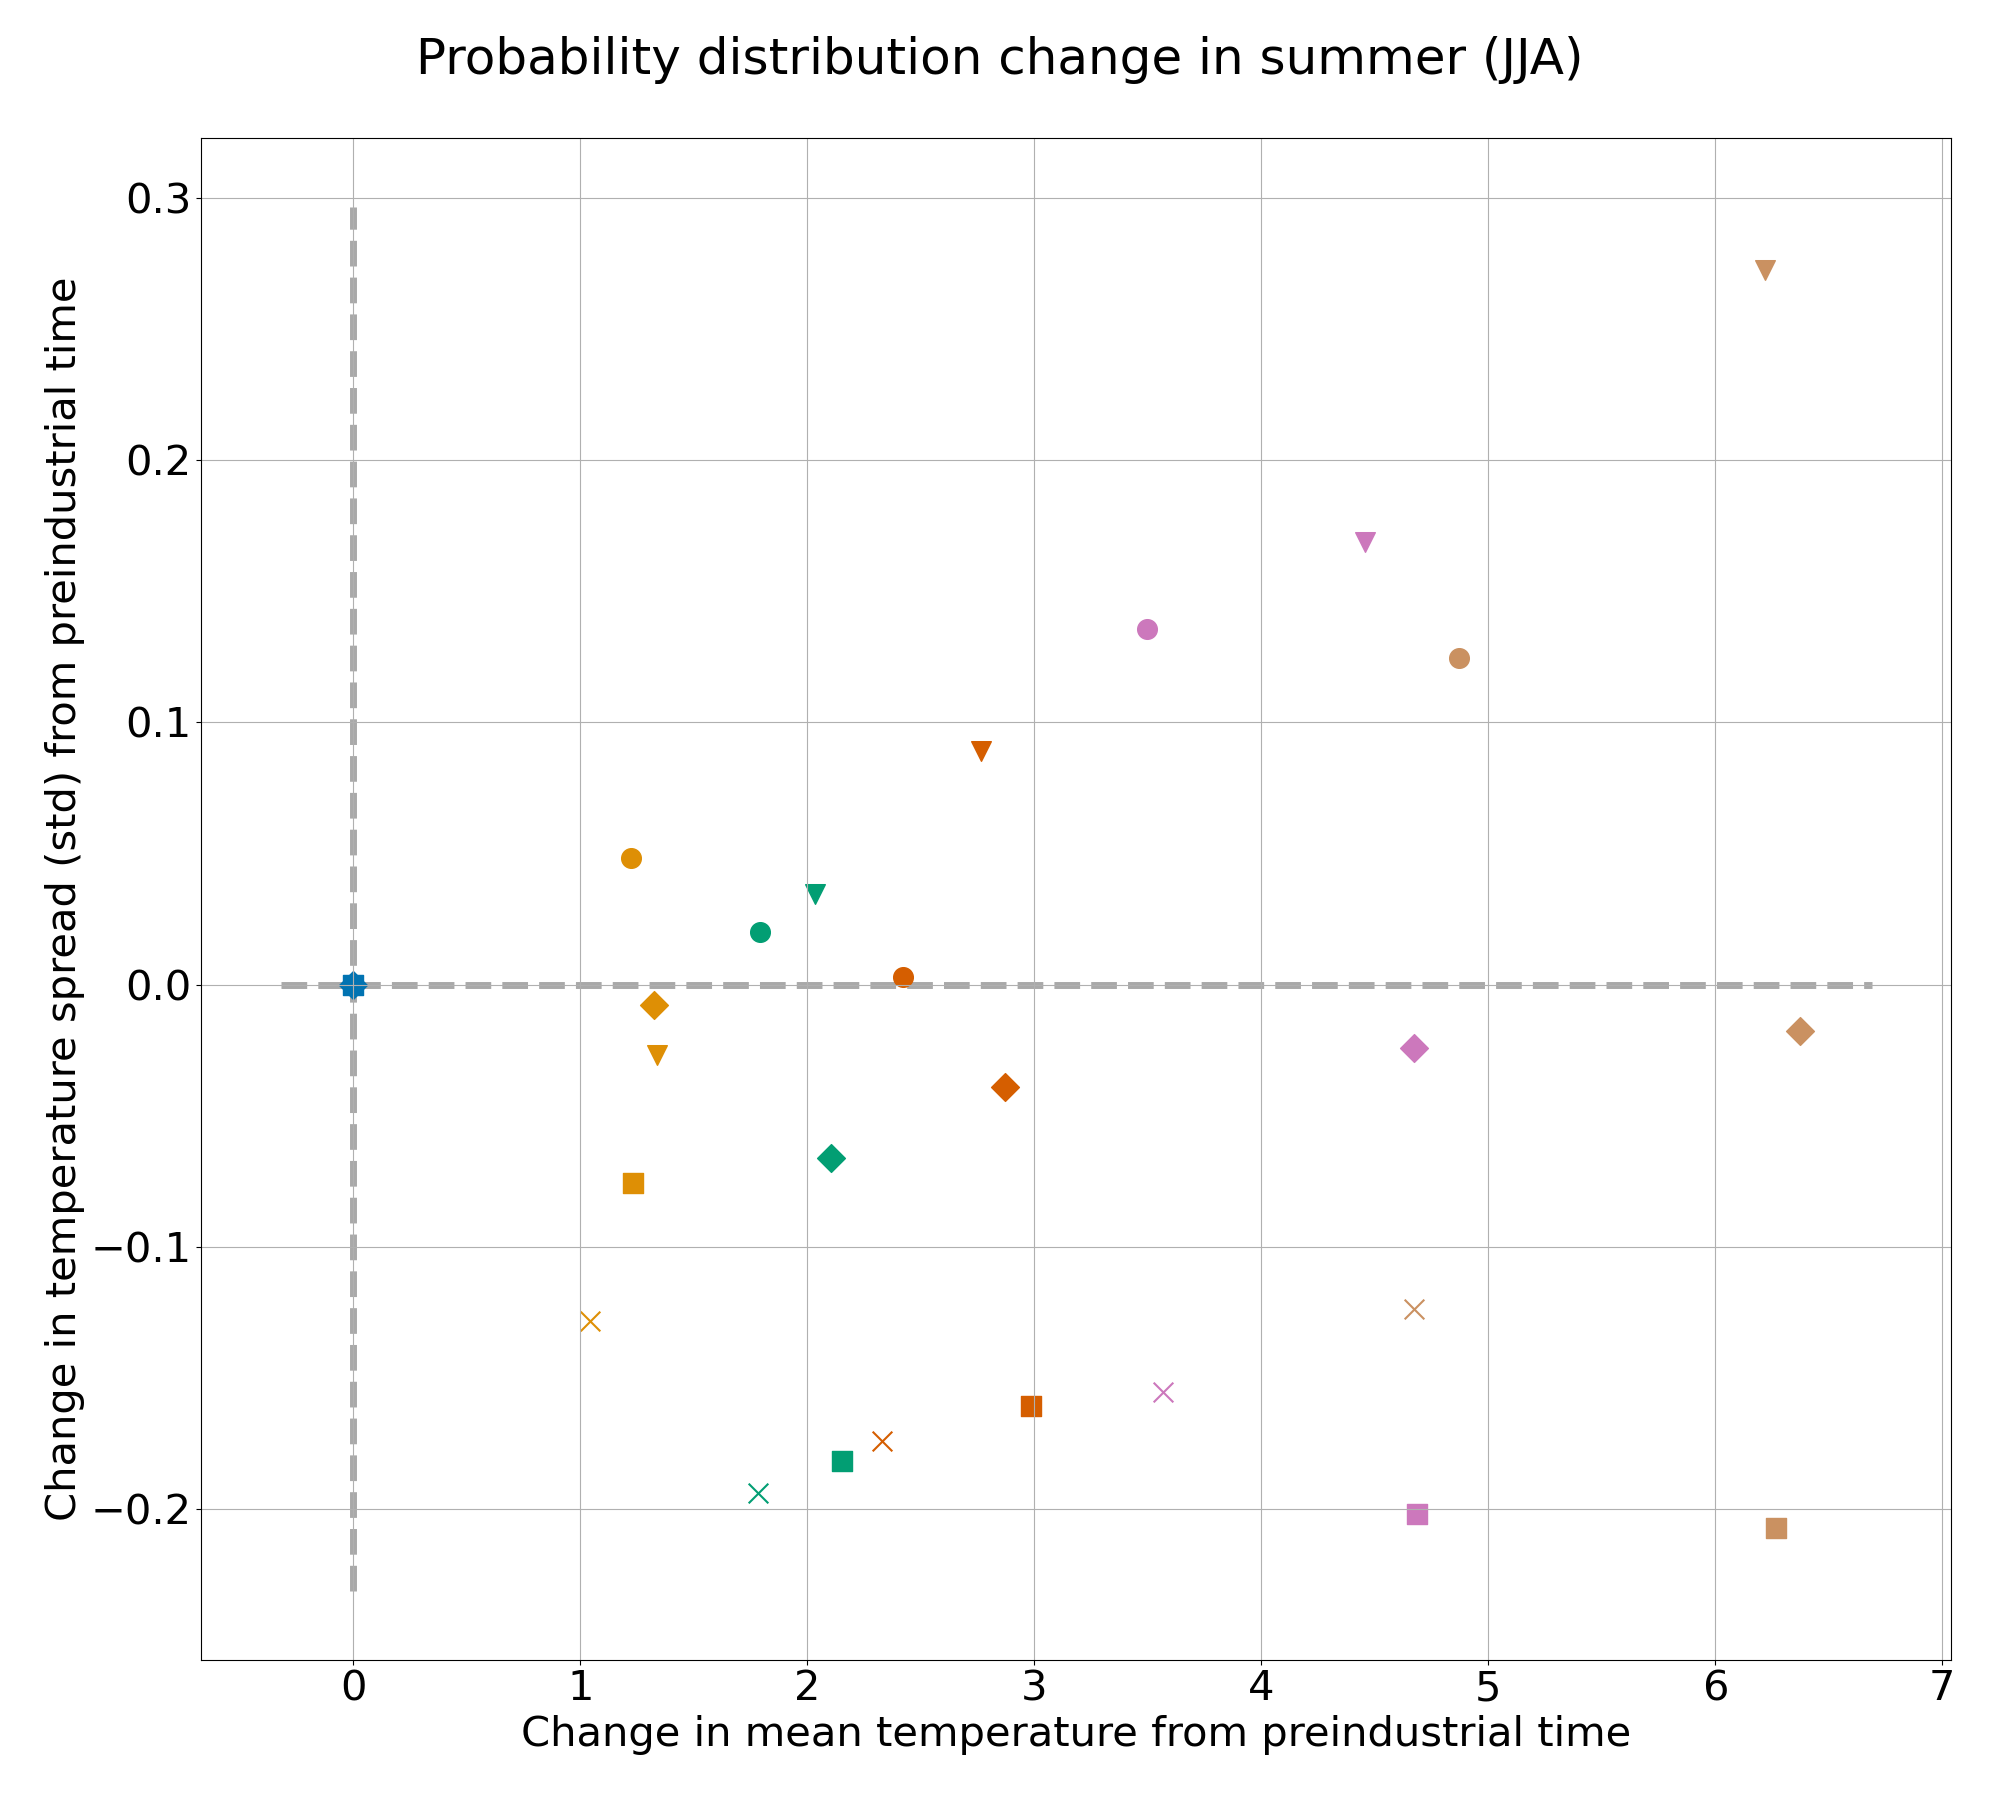 Probability distribution change in summer (JJA)
Change in temperature spread (std) from preindustrial time
0.3
0.2
0.1
0.0
−0.1
−0.2
0 1 2 3 4 5 6 7
Change in mean temperature from preindustrial time